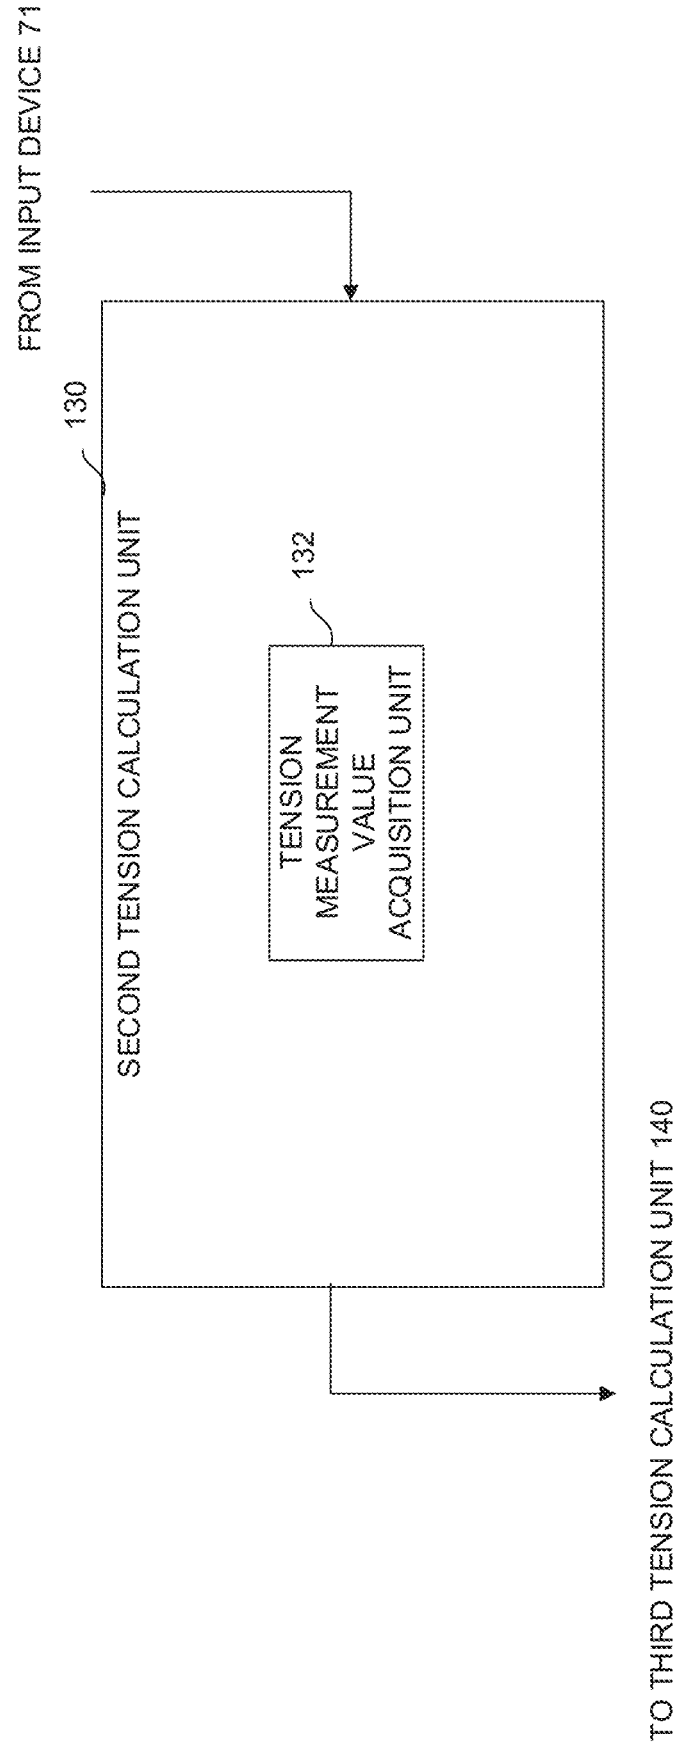 FROM INPUT DEVICE 71
130
SECOND TENSION CALCULATION UNIT
132
TENSION
MEASUREMENT
VALUE
ACQUISITION UNIT
TO THIRD TENSION CALCULATION UNIT 140